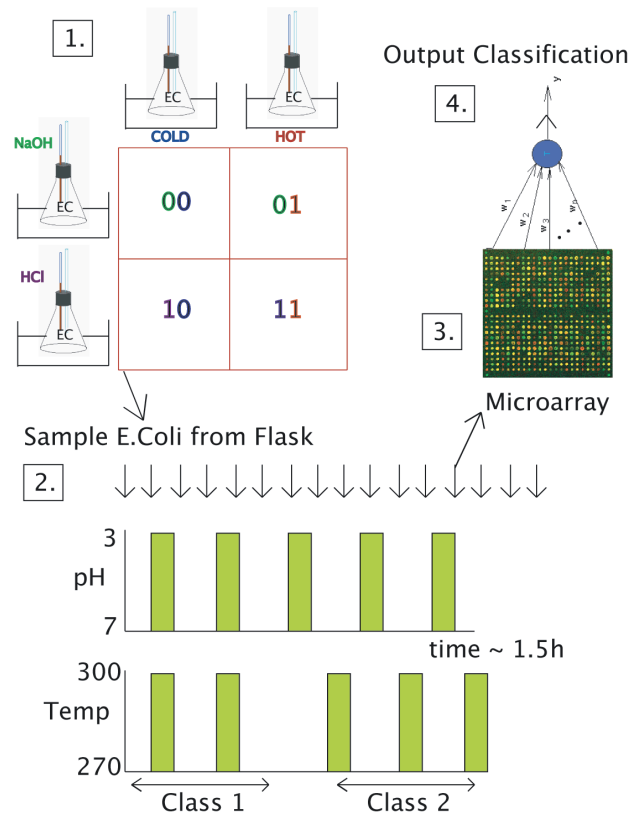 1.
EC
EC
COLD
HOT
NaOH
EC
00
01
HCl
EC
10
11
Output Classification
4.
y
w1
w2
w3
wn
3.
Microarray
Sample E.Coli from Flask
2.
3
pH
7
time ~ 1.5h
300
Temp
270
Class 1
Class 2